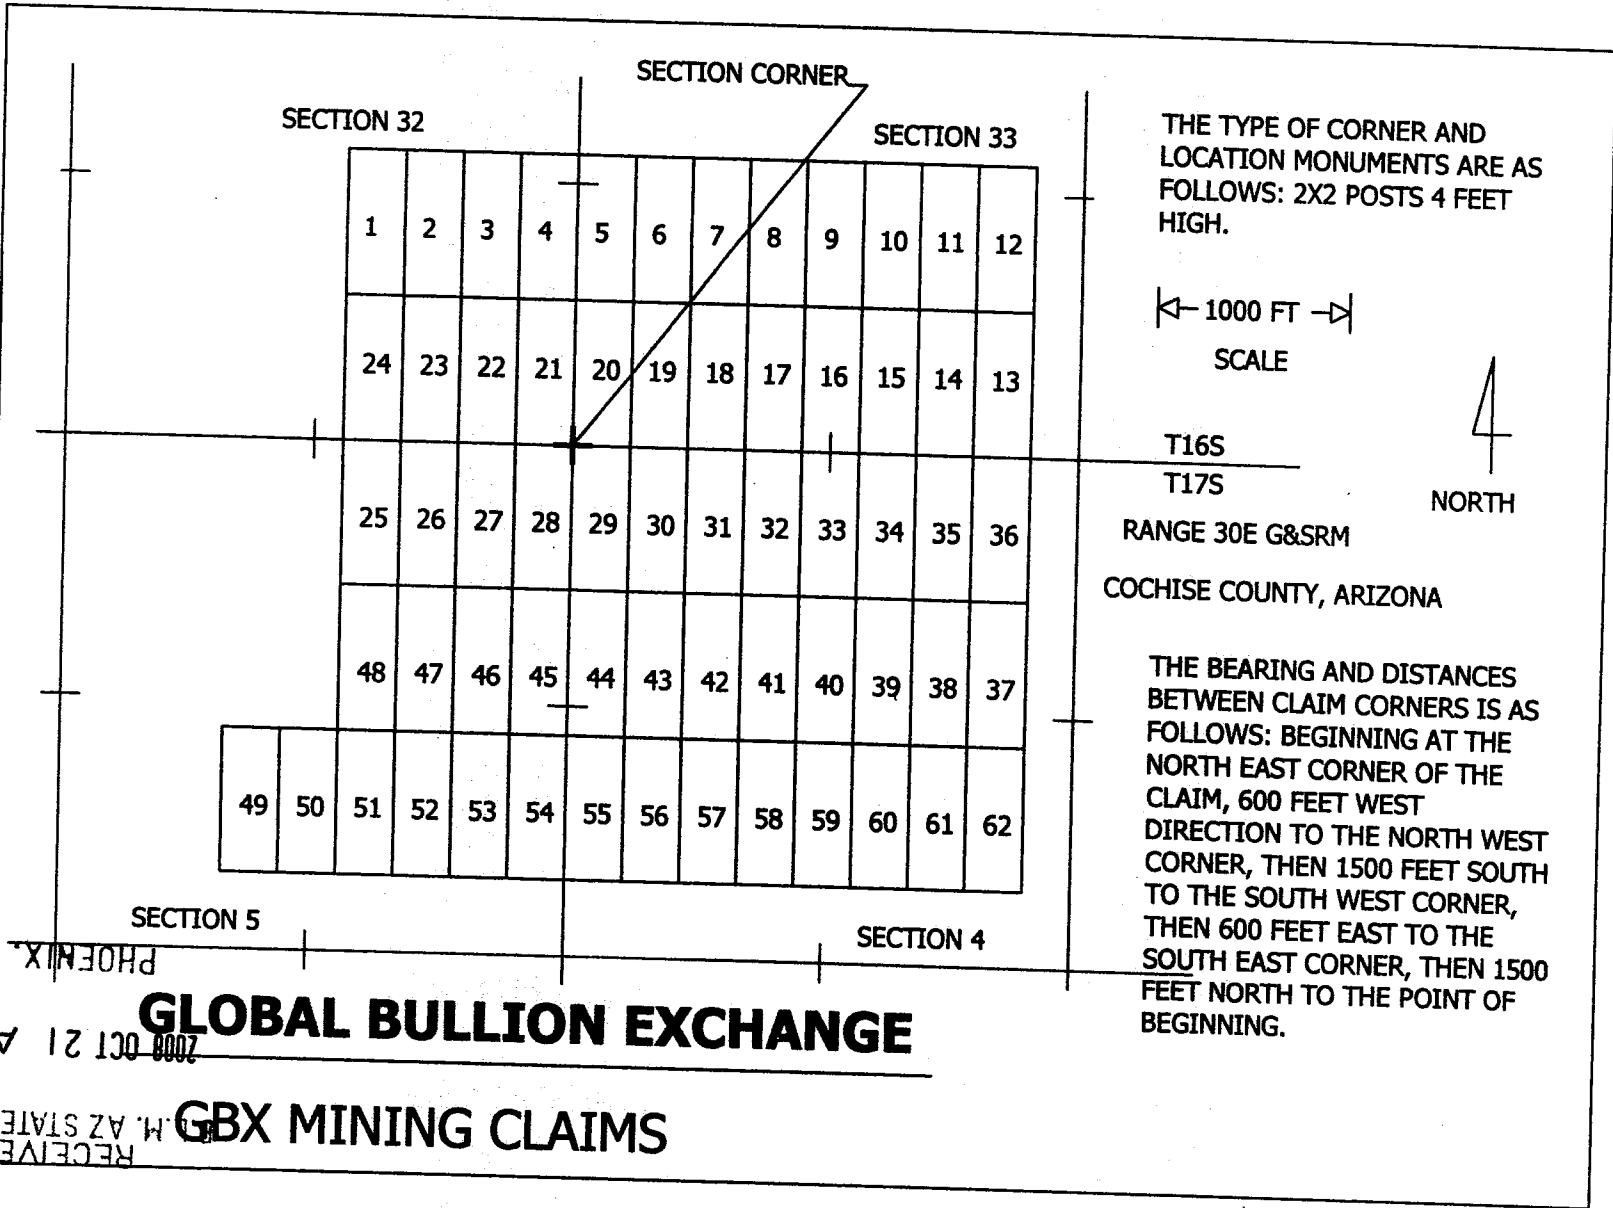 SECTION CORNER
SECTION 32
SECTION 33
1 2 3 4 5 6 7 8 9 10 11 12
24 23 22 21 20 19 18 17 16 15 14 13
25 26 27 28 29 30 31 32 33 34 35 36
48 47 46 45 44 43 42 41 40 39 38 37
49 50 51 52 53 54 55 56 57 58 59 60 61 62
SECTION 5
SECTION 4
THE TYPE OF CORNER AND
LOCATION MONUMENTS ARE AS
FOLLOWS: 2X2 POSTS 4 FEET
HIGH.
1000 FT
SCALE
T16S
T17S
NORTH
RANGE 30E G&SRM
COCHISE COUNTY, ARIZONA
THE BEARING AND DISTANCES
BETWEEN CLAIM CORNERS IS AS
FOLLOWS: BEGINNING AT THE
NORTH EAST CORNER OF THE
CLAIM, 600 FEET WEST
DIRECTION TO THE NORTH WEST
CORNER, THEN 1500 FEET SOUTH
TO THE SOUTH WEST CORNER,
THEN 600 FEET EAST TO THE
SOUTH EAST CORNER, THEN 1500
FEET NORTH TO THE POINT OF
BEGINNING.
GLOBAL BULLION EXCHANGE
GBX MINING CLAIMS
RECEIVE
.M. AZ STATE
2008 OCT 21 A
PHOENIX.